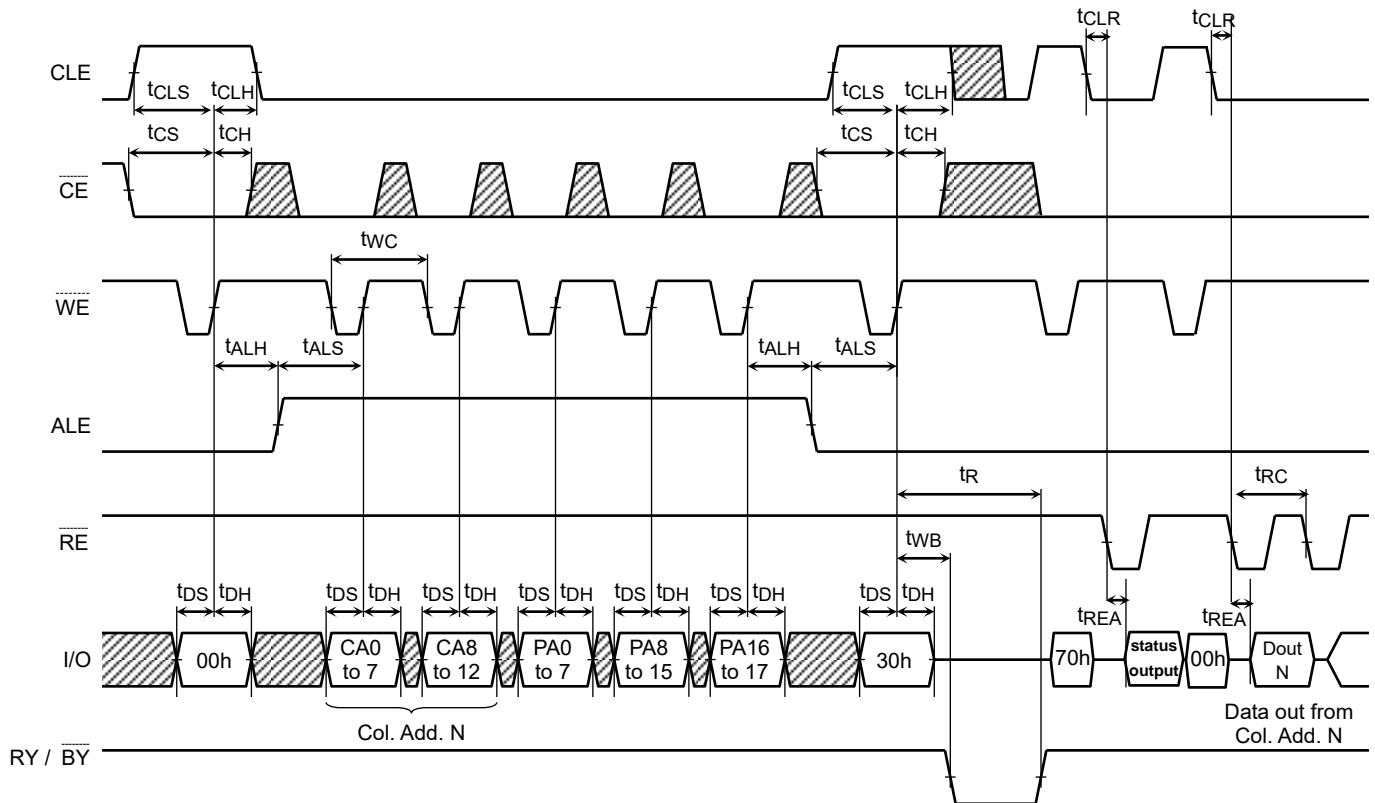 tCLR tCLR
CLE
tCLS tCLH tCLS tCLH
tCS tCH tCS tCH
CE
tWC
WE
tALH tALS tALH tALS
ALE
tR tRC
RE
tWB
tDS tDH tDS tDH tDS tDH tDS tDH tDS tDH tDS tDH tDS tDH
tREA tREA
I/O 00h CA0 to 7 CA8 to 12 PA0 to 7 PA8 to 15 PA16 to 17 30h 70h status output 00h Dout N
Col. Add. N
Data out from
Col. Add. N
RY / BY